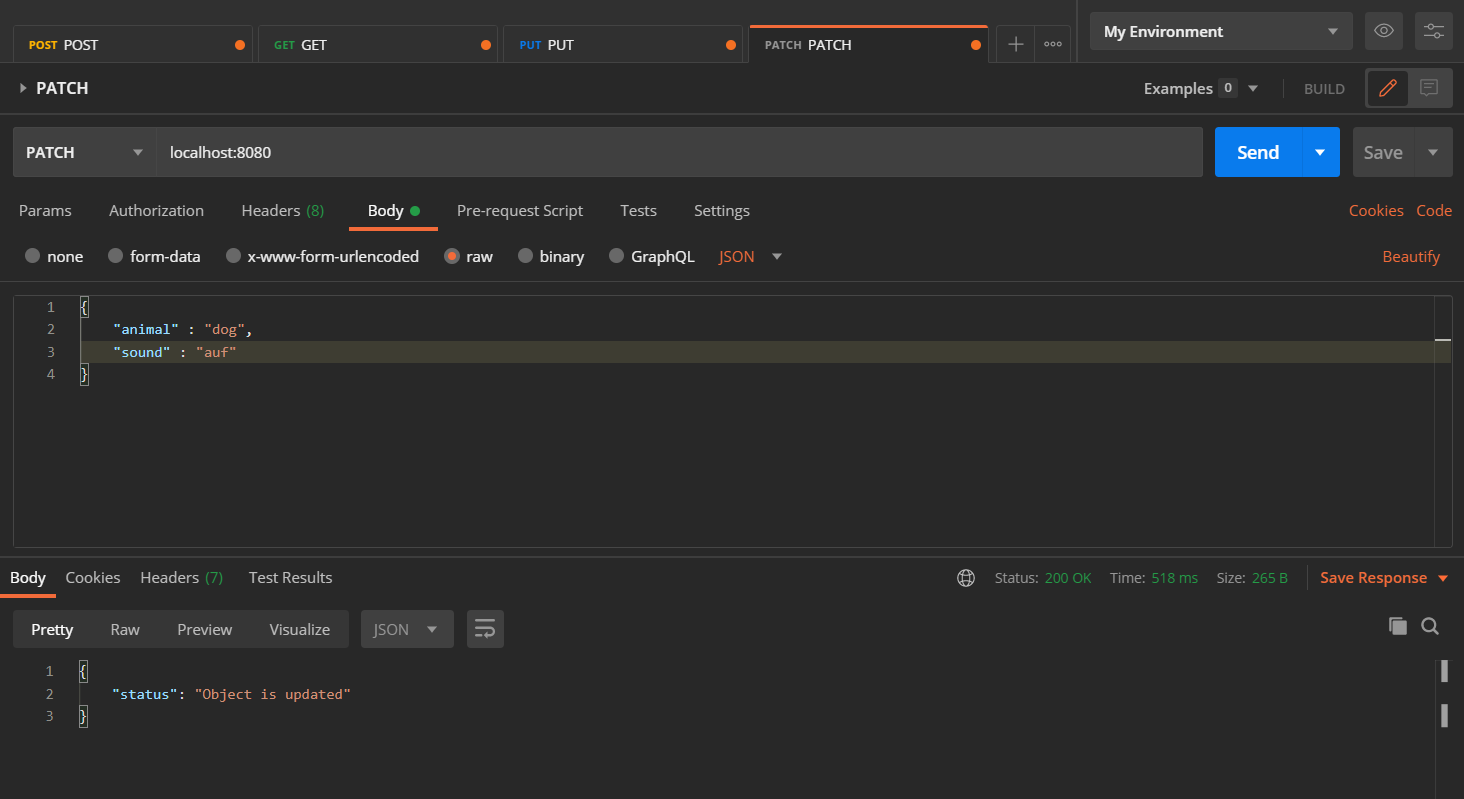 POST POST GET GET PUT PUT PATCH PATCH My Environment
PATCH Examples 0 BUILD
PATCH localhost:8080 Send Save
Params Authorization Headers (8) Body Pre-request Script Tests Settings Cookies Code
none form-data x-www-form-urlencoded raw binary GraphQL JSON Beautify
1 {
2 "animal" : "dog",
3 "sound" : "auf"
4 }
Body Cookies Headers (7) Test Results Status: 200 OK Time: 518 ms Size: 265 B Save Response
Pretty Raw Preview Visualize JSON
1 {
2 "status": "Object is updated"
3 }